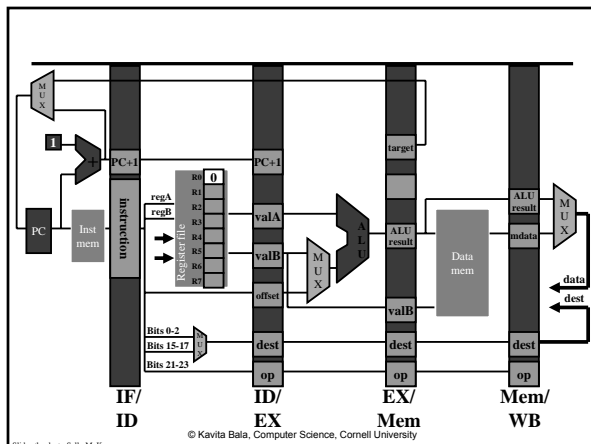 M
U
X
1
+
PC+1
PC+1
target
PC
Inst
mem
instruction
regA
regB
Register file
R0
0
R1
R2
R3
R4
R5
R6
R7
valA
valB
offset
M
U
X
A
L
U
ALU
result
valB
Data
mem
ALU
result
mdata
M
U
X
data
dest
Bits 0-2
Bits 15-17
Bits 21-23
M
U
X
dest
dest
dest
op
op
op
IF/
ID
ID/
EX
EX/
Mem
Mem/
WB
© Kavita Bala, Computer Science, Cornell University